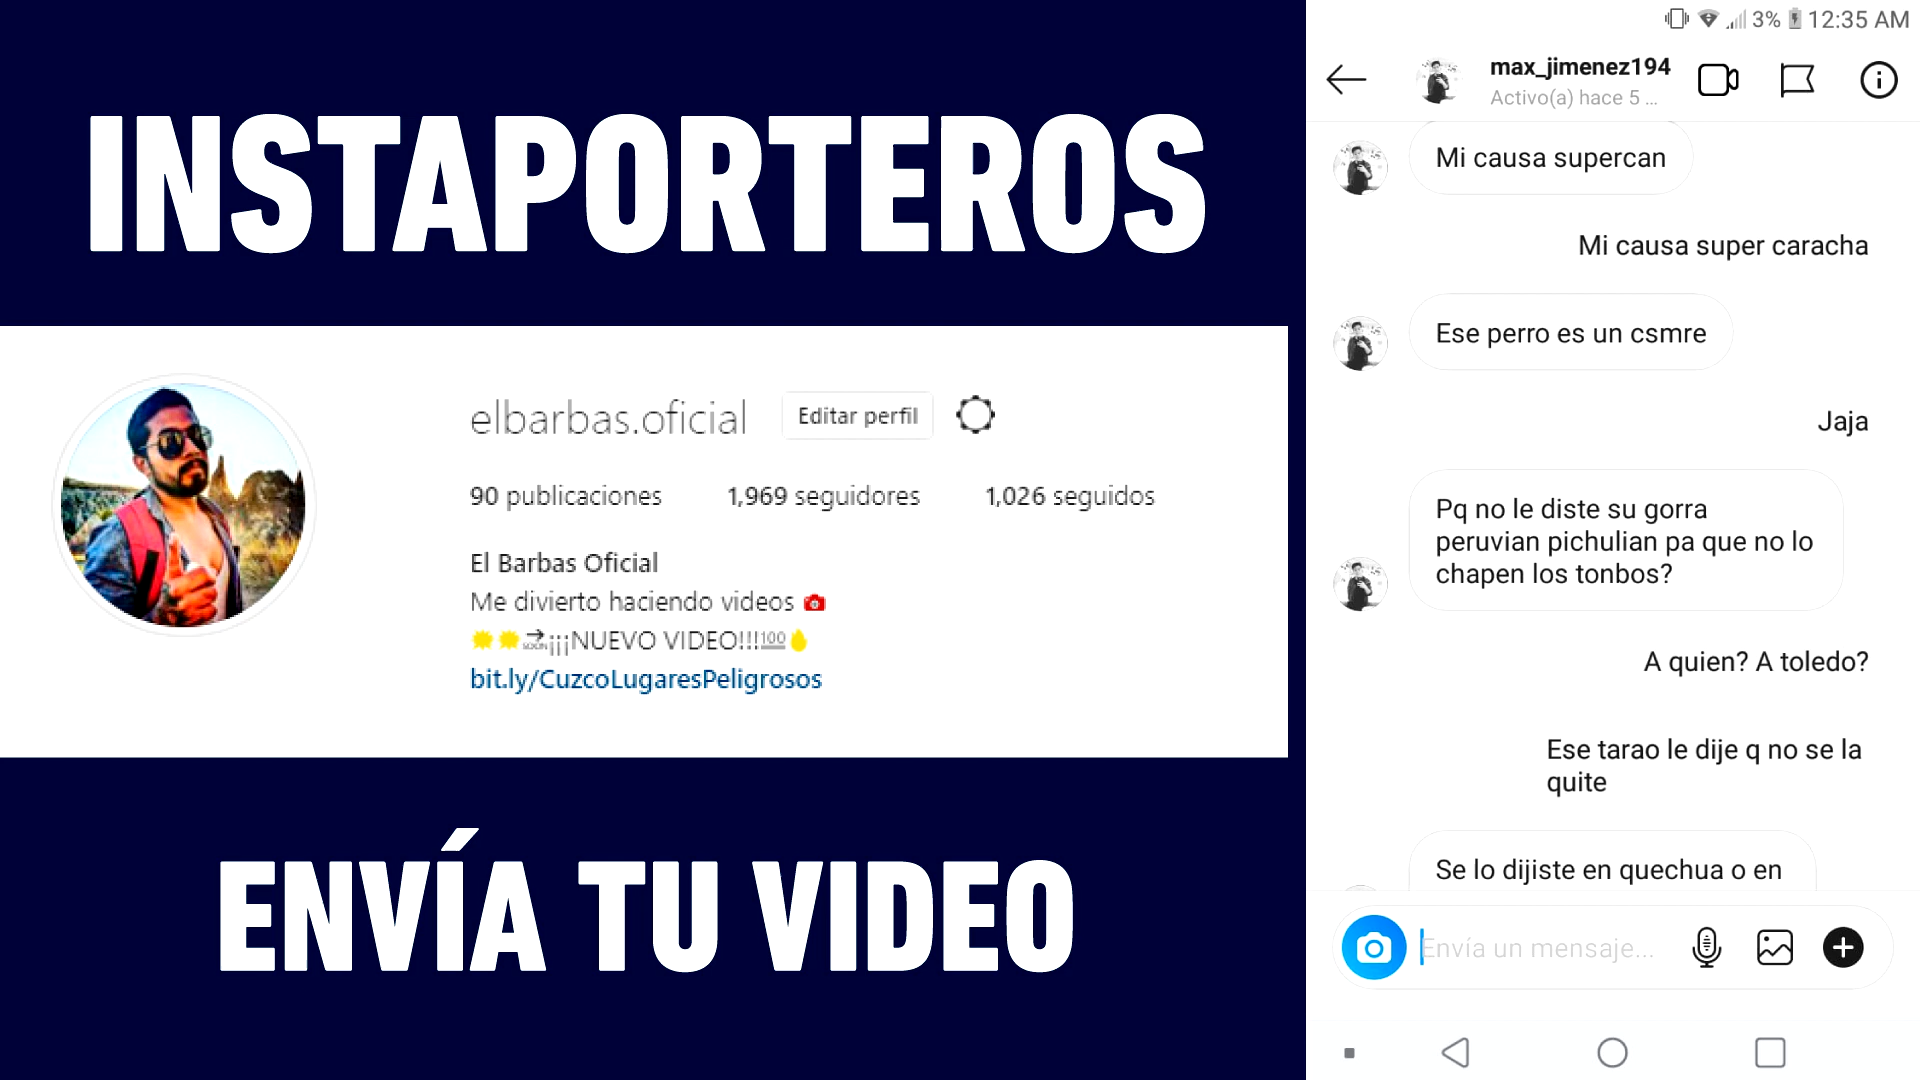 INSTAPORTEROS
elbarbas.oficial
Editar perfil
90 publicaciones
1,969 seguidores
1,026 seguidos
El Barbas Oficial
Me divierto haciendo videos
¡¡¡NUEVO VIDEO!!!
bit.ly/CuzcoLugaresPeligrosos
ENVÍA TU VIDEO
3% 12:35 AM
max_jimenez194
Activo(a) hace 5 ...
Mi causa supercan
Mi causa super caracha
Ese perro es un csmre
Jaja
Pq no le diste su gorra
peruvian pichulian pa que no lo
chapen los tonbos?
A quien? A toledo?
Ese tarao le dije q no se la
quite
Se lo dijiste en quechua o en
Envía un mensaje...